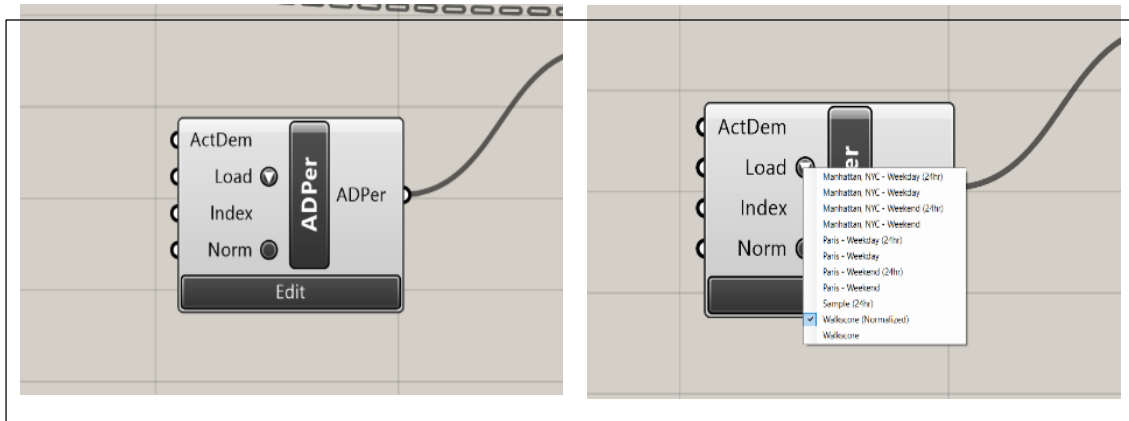 ActDem
Load
Index
Norm
ADPer
ADPer
Edit
ActDem
Load
Index
Norm
er
Manhattan, NYC - Weekday (24hr)
Manhattan, NYC - Weekday
Manhattan, NYC - Weekend (24hr)
Manhattan, NYC - Weekend
Paris - Weekday (24hr)
Paris - Weekday
Paris - Weekend (24hr)
Paris - Weekend
Sample (24hr)
Walkscore (Normalized)
Walkscore